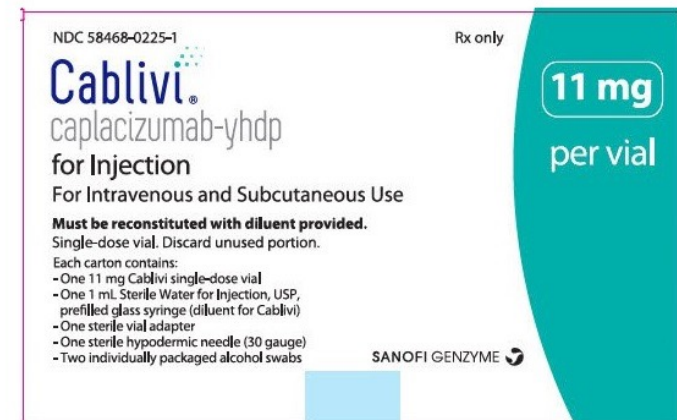 NDC 58468-0225-1
Rx only
Cablivi®
caplacizumab-yhdp
for Injection
For Intravenous and Subcutaneous Use
Must be reconstituted with diluent provided.
Single-dose vial. Discard unused portion.
Each carton contains:
- One 11 mg Cablivi single-dose vial
- One 1 mL Sterile Water for Injection, USP,
prefilled glass syringe (diluent for Cablivi)
- One sterile vial adapter
- One sterile hypodermic needle (30 gauge)
- Two individually packaged alcohol swabs
SANOFI GENZYME
11 mg
per vial